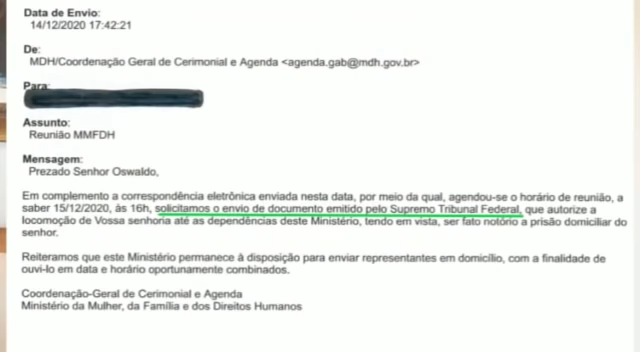 Data de Envio:
14/12/2020 17:42:21
De:
MDH/Coordenação Geral de Cerimonial e Agenda <agenda.gab@mdh.gov.br>
Para:
Assunto:
Reunião MMFDH
Mensagem:
Prezado Senhor Oswaldo,
Em complemento a correspondência eletrônica enviada nesta data, por meio da qual, agendou-se o horário de reunião, a
saber 15/12/2020, ás 16h, solicitamos o envio de documento emitido pelo Supremo Tribunal Federal, que autorize a
locomoção de Vossa senhoria até as dependências deste Ministério, tendo em vista, ser fato notório a prisão domiciliar do
senhor.
Reiteramos que este Ministério permanece à disposição para enviar representantes em domicílio, com a finalidade de
ouvi-lo em data e horário oportunamente combinados.
Coordenação-Geral de Cerimonial e Agenda
Ministério da Mulher, da Família e dos Direitos Humanos